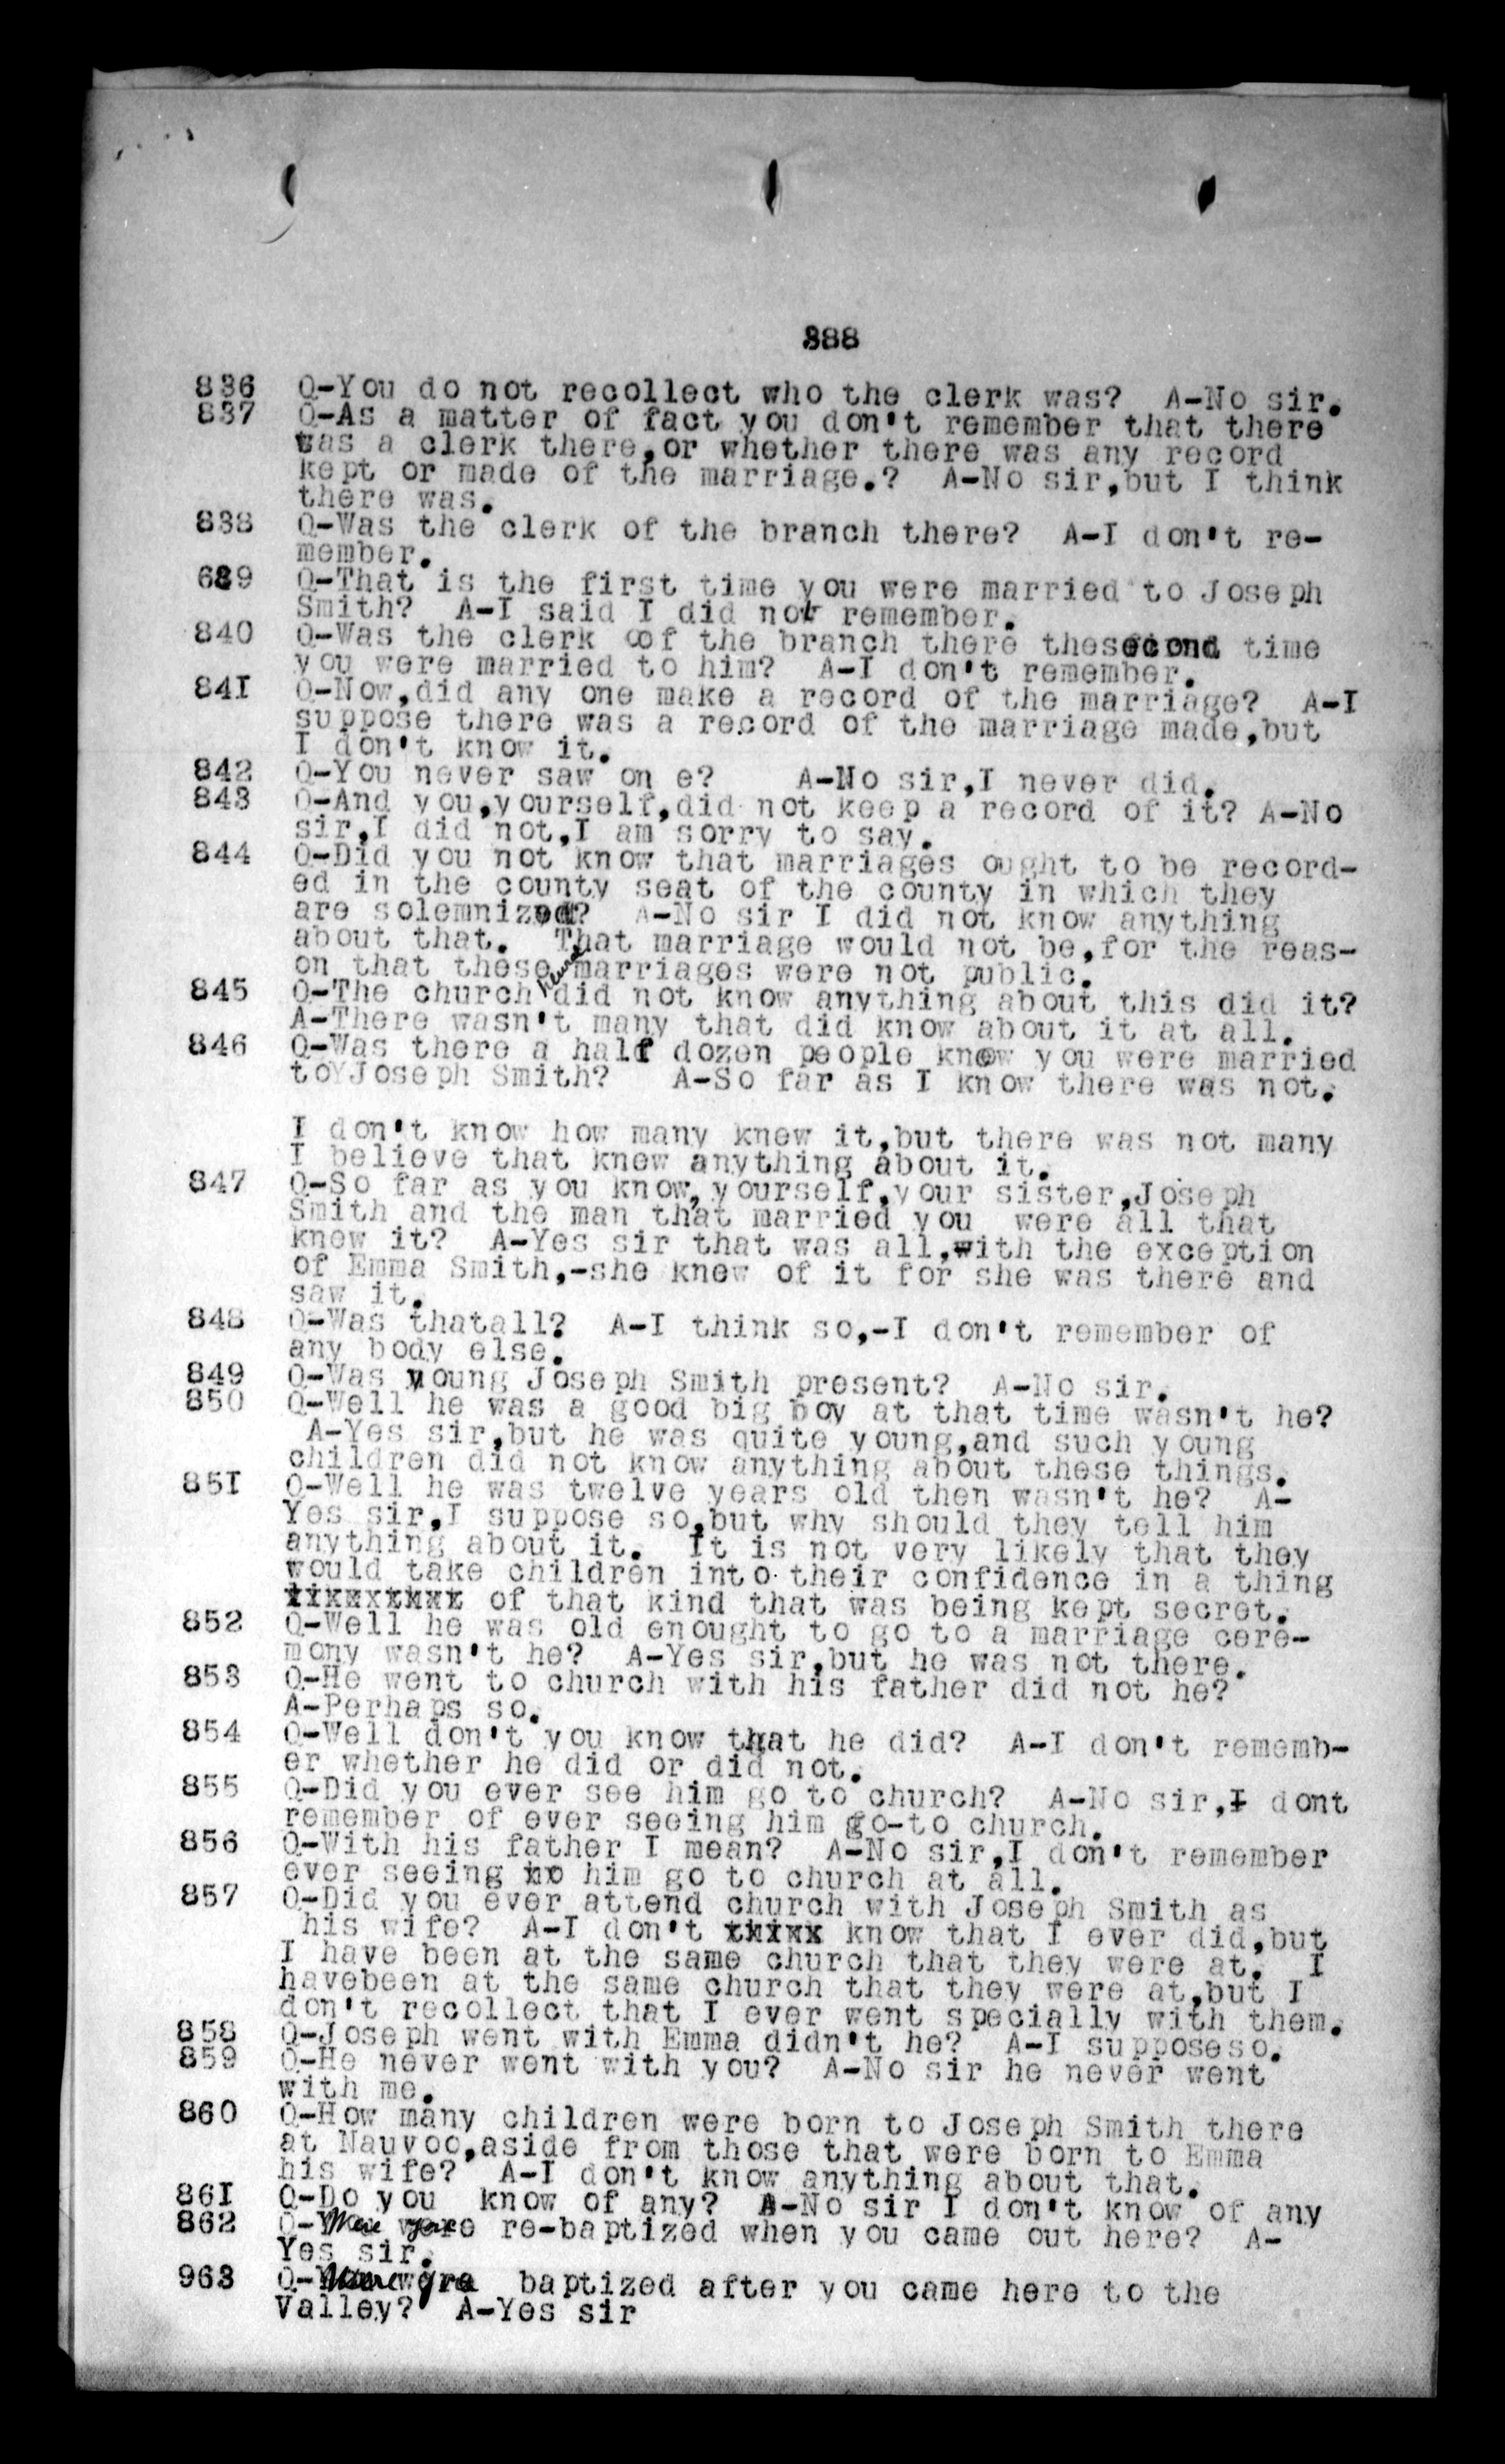 388
836 Q-You do not recollect who the clerk was? A-No sir.
837 Q-As a matter of fact you don't remember that there
was a clerk there,or whether there was any record
kept or made of the marriage.? A-No sir,but I think
there was.
838 Q-Was the clerk of the branch there? A-I don't re-
member.
689 Q-That is the first time you were married to Joseph
Smith? A-I said I did not remember.
840 Q-Was the clerk of the branch there thesecond time
you were married to him? A-I don't remember.
841 Q-Now,did any one make a record of the marriage? A-I
suppose there was a record of the marriage made,but
I don't know it.
842 Q-You never saw on e? A-No sir,I never did.
843 Q-And you,yourself,did not keep a record of it? A-No
sir,I did not,I am sorry to say.
844 Q-Did you not know that marriages ought to be record-
ed in the county seat of the county in which they
are solemnized? A-No sir I did not know anything
about that. That marriage would not be,for the reas-
on that these plural marriages were not public.
845 Q-The church did not know anything about this did it?
A-There wasn't many that did know about it at all.
846 Q-Was there a half dozen people knew you were married
to Joseph Smith? A-So far as I know there was not.
I don't know how many knew it,but there was not many
I believe that knew anything about it.
847 Q-So far as you know,yourself,your sister,Joseph
Smith and the man that married you were all that
knew it? A-Yes sir that was all,with the exception
of Emma Smith,-she knew of it for she was there and
saw it.
848 Q-Was thatall? A-I think so,-I don't remember of
any body else.
849 Q-Was young Joseph Smith present? A-No sir.
850 Q-Well he was a good big boy at that time wasn't he?
A-Yes sir,but he was quite young,and such young
children did not know anything about these things.
851 Q-Well he was twelve years old then wasn't he? A-
Yes sir,I suppose so,but why should they tell him
anything about it. It is not very likely that they
would take children into their confidence in a thing
of that kind that was being kept secret.
852 Q-Well he was old enought to go to a marriage cere-
mony wasn't he? A-Yes sir,but he was not there.
853 Q-He went to church with his father did not he?
A-Perhaps so.
854 Q-Well don't you know that he did? A-I don't rememb-
er whether he did or did not.
855 Q-Did you ever see him go to church? A-No sir,I dont
remember of ever seeing him go-to church.
856 Q-With his father I mean? A-No sir,I don't remember
ever seeing him go to church at all.
857 Q-Did you ever attend church with Joseph Smith as
his wife? A-I don't know that I ever did,but
I have been at the same church that they were at. I
havebeen at the same church that they were at,but I
don't recollect that I ever went specially with them.
858 Q-Joseph went with Emma didn't he? A-I supposeso.
859 Q-He never went with you? A-No sir he never went
with me.
860 Q-How many children were born to Joseph Smith there
at Nauvoo,aside from those that were born to Emma
his wife? A-I don't know anything about that.
861 Q-Do you know of any? A-No sir I don't know of any
862 Q-Were you re-baptized when you came out here? A-
Yes sir.
963 Q-Were you baptized after you came here to the
Valley? A-Yes sir